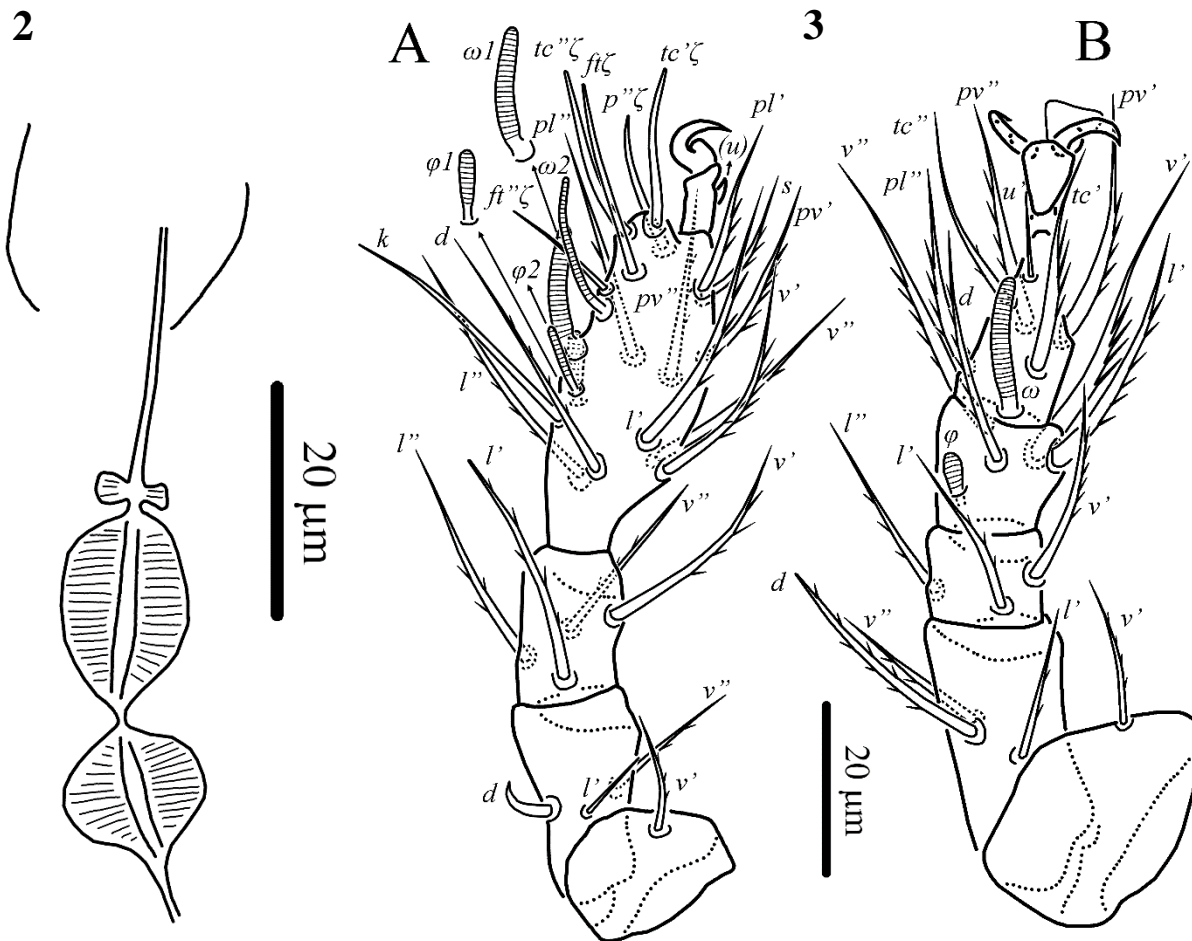 2
20 µm
A
ω1
tc”ζ
ftζ
tc’ζ
p”ζ
pl’
pl”
(u)
φ1
ω2
s
ft”ζ
pv’
k
d
φ2
pv”
v’
v”
l”
l’
l”
l’
v’
v”
v”
d
l’
v’
3
B
pv”
pv’
tc”
v”
v’
pl”
u’
tc’
d
l’
l”
ω
l’
φ
v’
d
v”
l’
v’
20 µm